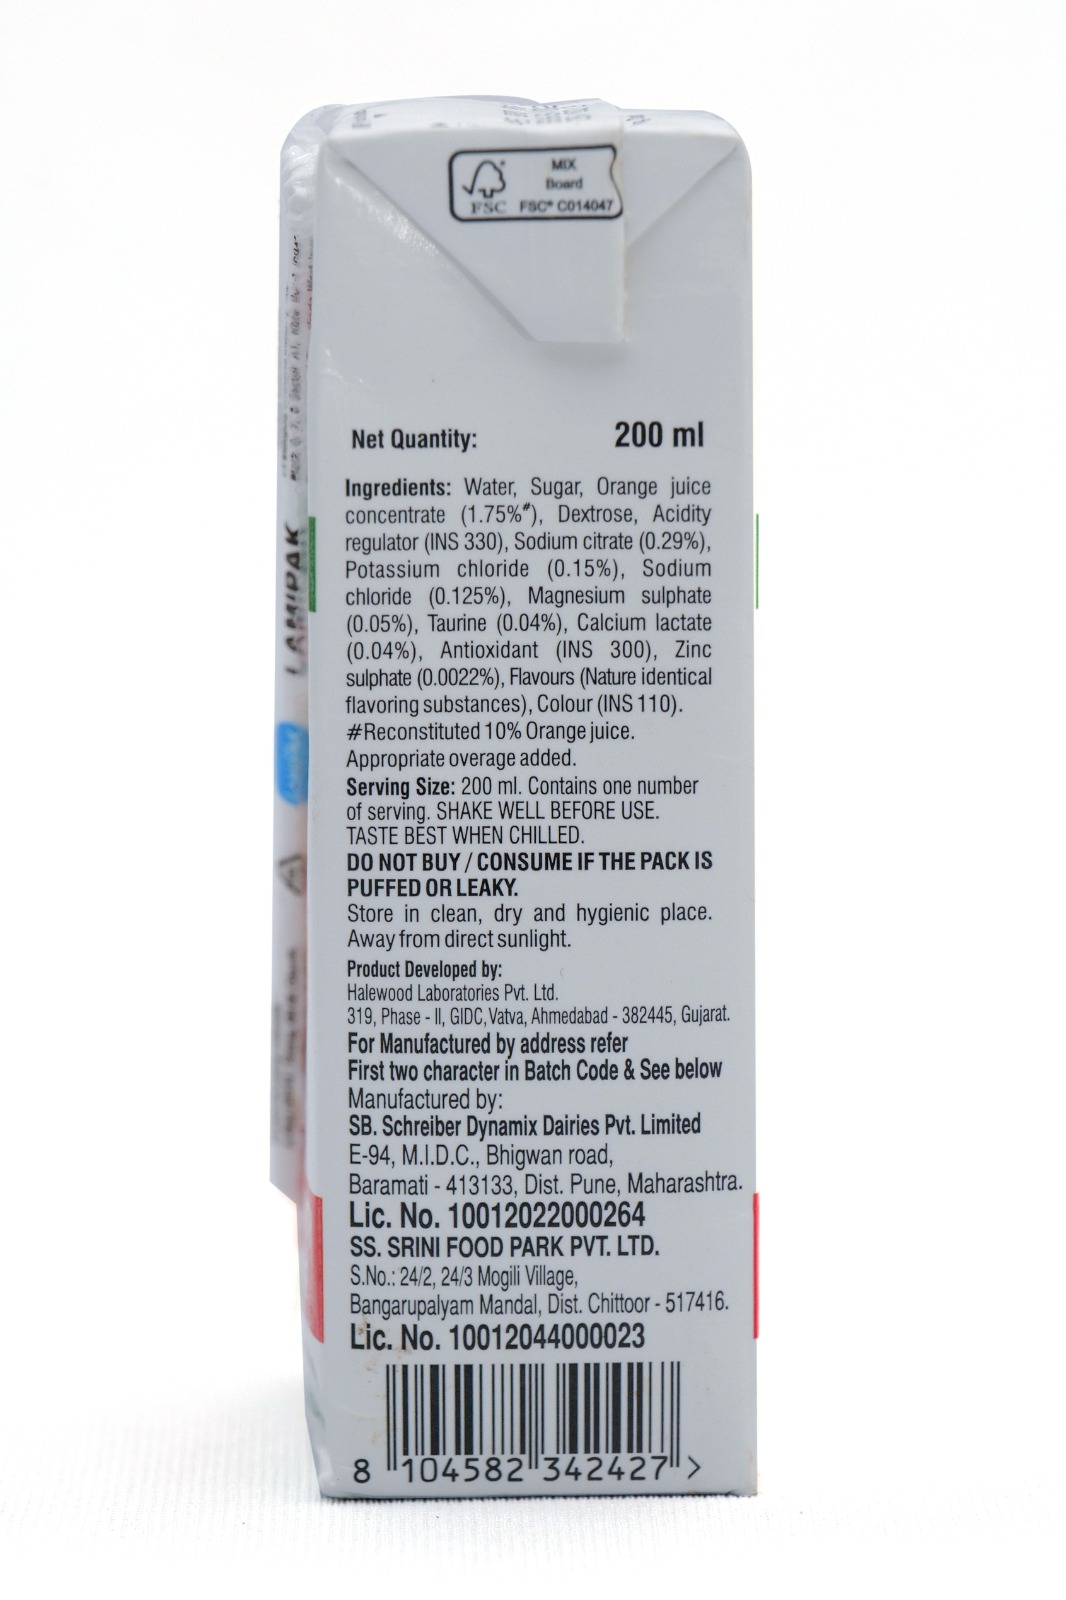 MIX
Board
FSC
FSC® C014047
Net Quantity: 200 ml
Ingredients: Water, Sugar, Orange juice
concentrate (1.75%#), Dextrose, Acidity
regulator (INS 330), Sodium citrate (0.29%),
Potassium chloride (0.15%), Sodium
chloride (0.125%), Magnesium sulphate
(0.05%), Taurine (0.04%), Calcium lactate
(0.04%), Antioxidant (INS 300), Zinc
sulphate (0.0022%), Flavours (Nature identical
flavoring substances), Colour (INS 110).
#Reconstituted 10% Orange juice.
Appropriate overage added.
Serving Size: 200 ml. Contains one number
of serving. SHAKE WELL BEFORE USE.
TASTE BEST WHEN CHILLED.
DO NOT BUY / CONSUME IF THE PACK IS
PUFFED OR LEAKY.
Store in clean, dry and hygienic place.
Away from direct sunlight.
Product Developed by:
Halewood Laboratories Pvt. Ltd.
319, Phase - II, GIDC, Vatva, Ahmedabad - 382445, Gujarat.
For Manufactured by address refer
First two character in Batch Code & See below
Manufactured by:
SB. Schreiber Dynamix Dairies Pvt. Limited
E-94, M.I.D.C., Bhigwan road,
Baramati - 413133, Dist. Pune, Maharashtra.
Lic. No. 10012022000264
SS. SRINI FOOD PARK PVT. LTD.
S.No.: 24/2, 24/3 Mogili Village,
Bangarupalyam Mandal, Dist. Chittoor - 517416.
Lic. No. 10012044000023
8 104582 342427 >
LAMIPAK